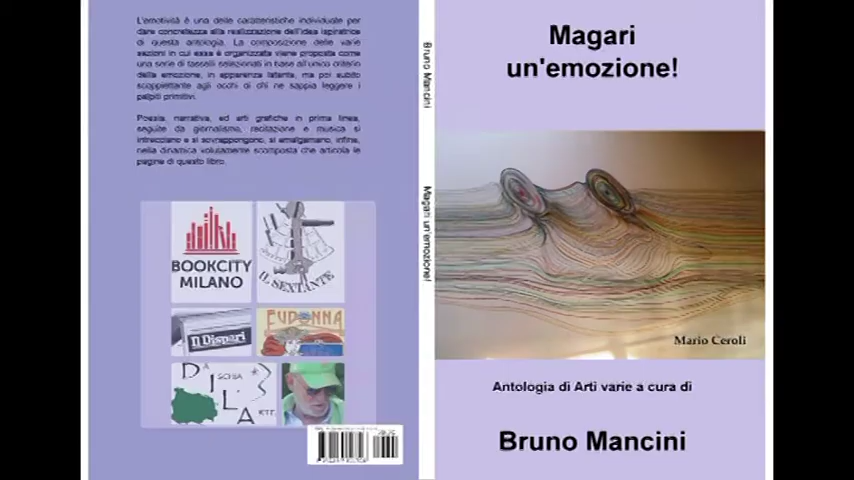 L'emotività è una delle caratteristiche individuate per
dare concretezza alla realizzazione dell'idea ispiratrice
di questa antologia. La composizione delle varie
sezioni in cui essa è organizzata viene proposta come
una serie di tasselli selezionati in base all'unico criterio
della emozione, in apparenza latente, ma poi subito
scoppiettante agli occhi di chi ne sappia leggere i
palpiti primitivi.
Poesia, narrativa, ed arti grafiche in prima linea,
seguite da giornalismo, recitazione e musica si
intrecciano e si sovrappongono, si amalgamano, infine,
nella dinamica volutamente scomposta che articola le
pagine di questo libro.
BOOKCITY
MILANO
IL SEXTANTE
Il Dispari
EUDONNA
DA ISCHIA
L'ARTE
Bruno Mancini
Magari un'emozione!
Magari
un'emozione!
Mario Ceroli
Antologia di Arti varie a cura di
Bruno Mancini